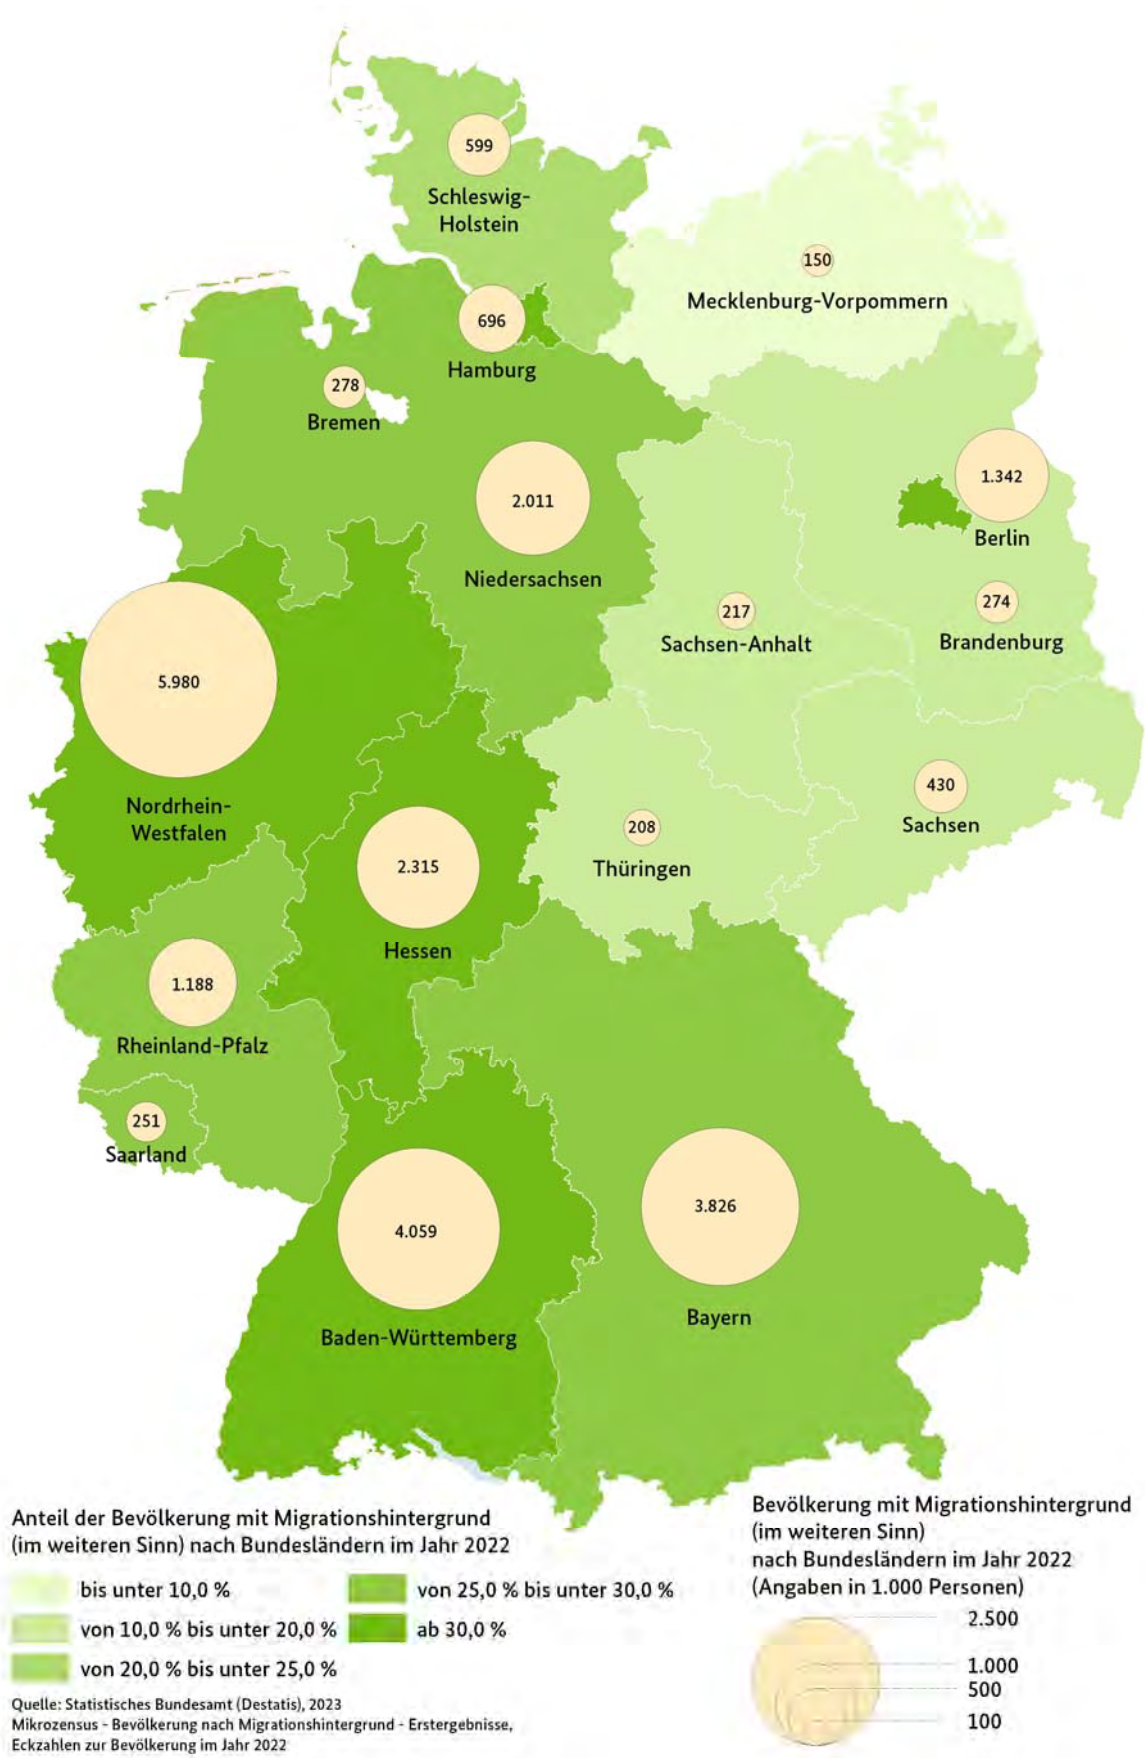 599
Schleswig-
Holstein
150
Mecklenburg-Vorpommern
696
Hamburg
278
Bremen
1.342
Berlin
2.011
Niedersachsen
274
Brandenburg
217
Sachsen-Anhalt
5.980
Nordrhein-
Westfalen
430
Sachsen
208
Thüringen
2.315
Hessen
1.188
Rheinland-Pfalz
251
Saarland
4.059
Baden-Württemberg
3.826
Bayern
Anteil der Bevölkerung mit Migrationshintergrund
(im weiteren Sinn) nach Bundesländern im Jahr 2022
bis unter 10,0 %
von 10,0 % bis unter 20,0 %
von 20,0 % bis unter 25,0 %
von 25,0 % bis unter 30,0 %
ab 30,0 %
Bevölkerung mit Migrationshintergrund
(im weiteren Sinn)
nach Bundesländern im Jahr 2022
(Angaben in 1.000 Personen)
2.500
1.000
500
100
Quelle: Statistisches Bundesamt (Destatis), 2023
Mikrozensus - Bevölkerung nach Migrationshintergrund - Erstergebnisse,
Eckzahlen zur Bevölkerung im Jahr 2022